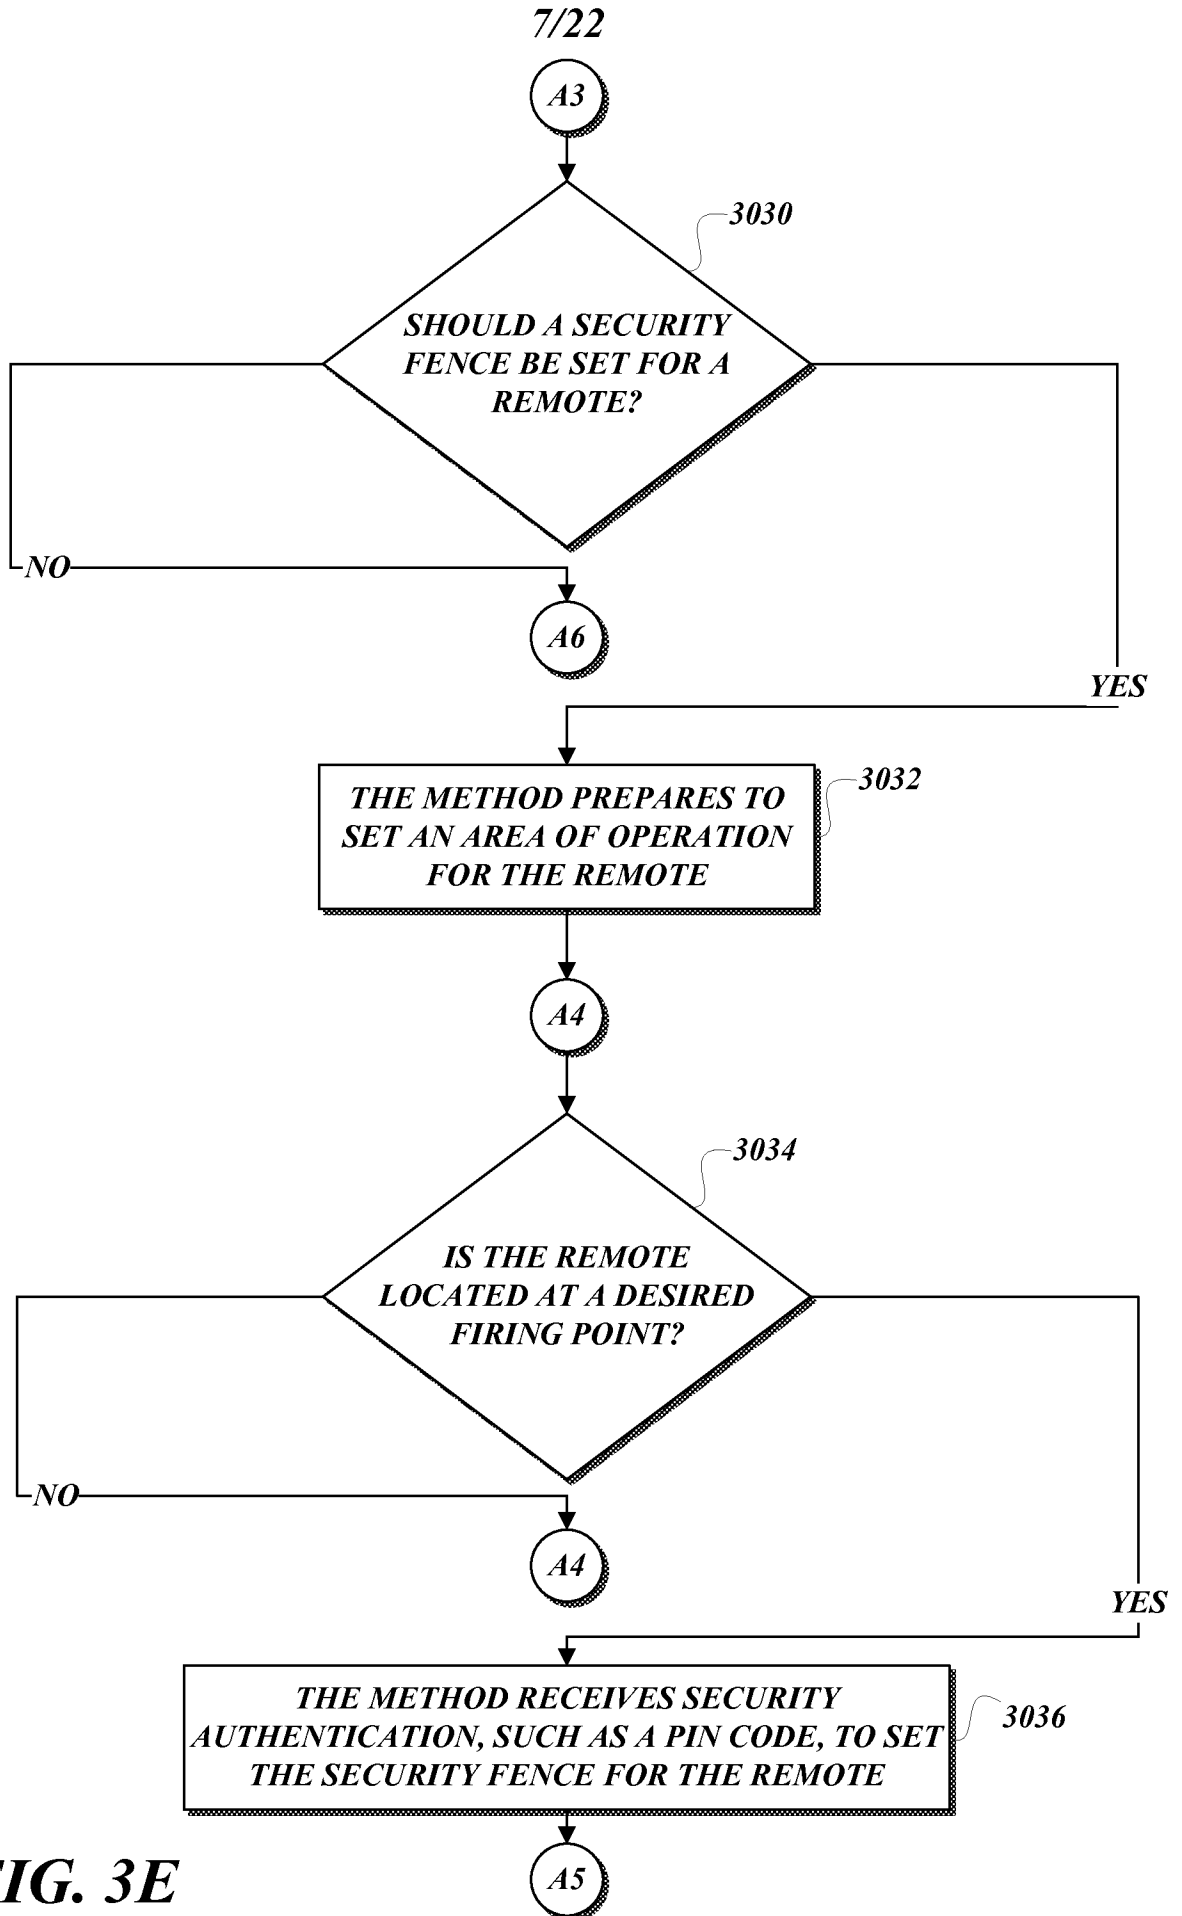 7/22
A3
3030
SHOULD A SECURITY
FENCE BE SET FOR A
REMOTE?
NO
A6
YES
3032
THE METHOD PREPARES TO
SET AN AREA OF OPERATION
FOR THE REMOTE
A4
3034
IS THE REMOTE
LOCATED AT A DESIRED
FIRING POINT?
NO
A4
YES
THE METHOD RECEIVES SECURITY
AUTHENTICATION, SUCH AS A PIN CODE, TO SET
THE SECURITY FENCE FOR THE REMOTE
3036
A5
FIG. 3E